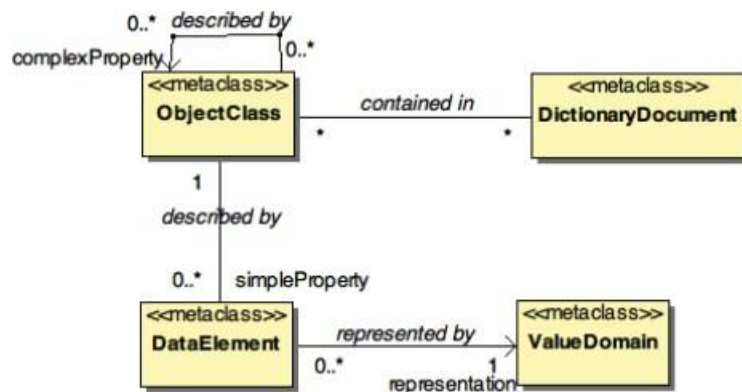 0..* described by
0..*
complexProperty
<<metaclass>>
ObjectClass
contained in
* *
<<metaclass>>
DictionaryDocument
1
described by
0..* simpleProperty
<<metaclass>>
DataElement
represented by
0..* 1
representation
<<metaclass>>
ValueDomain